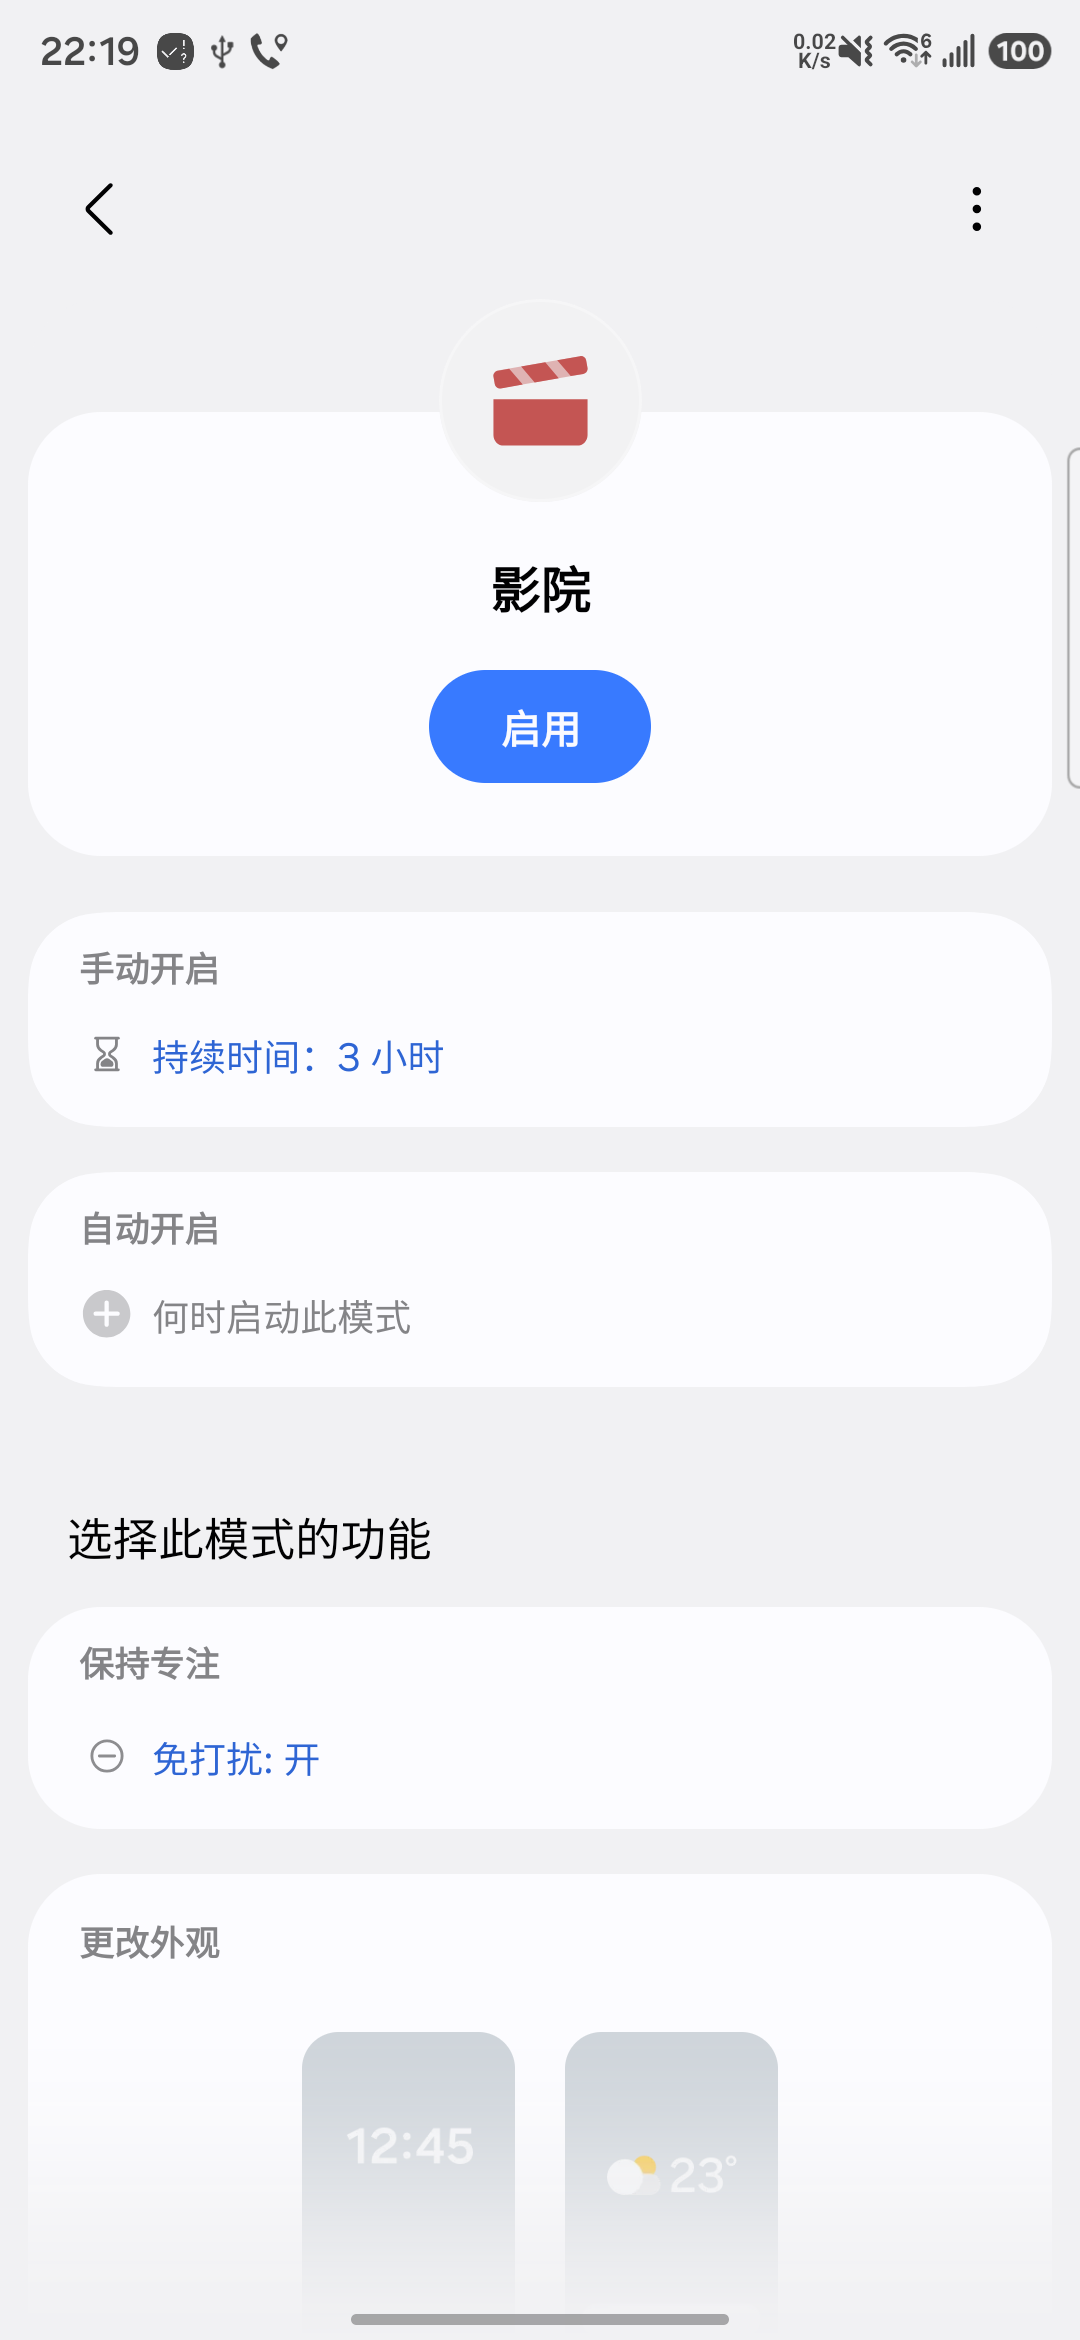 22:19
0.02
K/s
6
100
影院
启用
手动开启
持续时间：3 小时
自动开启
何时启动此模式
选择此模式的功能
保持专注
免打扰: 开
更改外观
12:45
23°